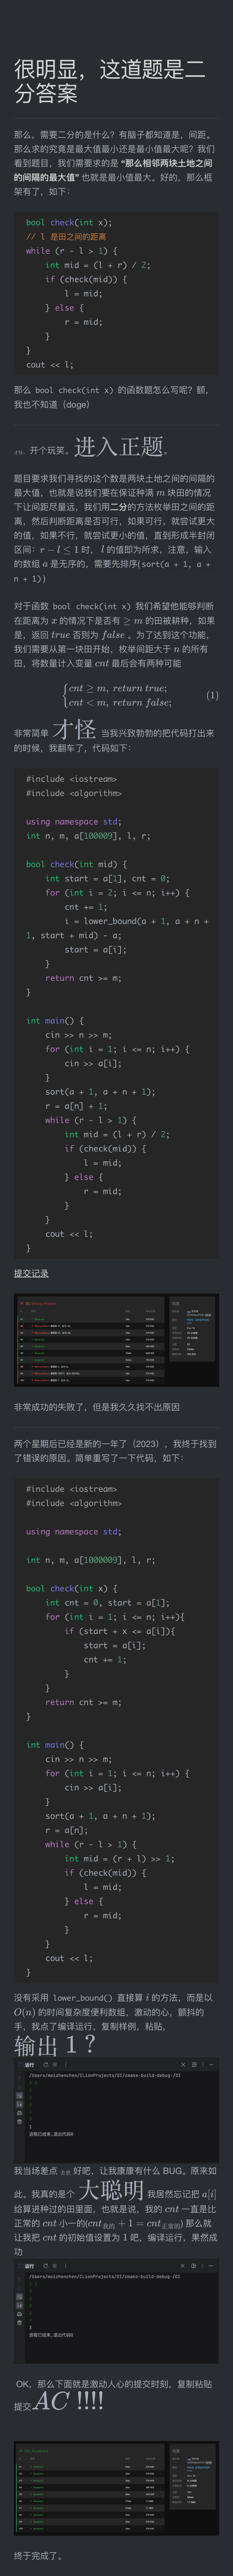 很明显，这道题是二
分答案
那么，需要二分的是什么？有脑子都知道是，间距。
那么求的究竟是最大值最小还是最小值最大呢？我们
看到题目，我们需要求的是 “那么相邻两块土地之间
的间隔的最大值” 也就是最小值最大。好的，那么框
架有了，如下：
bool check(int x);
// l 是田之间的距离
while (r - l > 1) {
    int mid = (l + r) / 2;
    if (check(mid)) {
        l = mid;
    } else {
        r = mid;
    }
}
cout << l;
那么 bool check(int x) 的函数题怎么写呢？额，
我也不知道（doge）
开个玩笑。进入正题。
题目要求我们寻找的这个数是两块土地之间的间隔的
最大值，也就是说我们要在保证种满 m 块田的情况
下让间距尽量远，我们用二分的方法枚举田之间的距
离，然后判断距离是否可行，如果可行，就尝试更大
的值，如果不行，就尝试更小的值，直到形成半封闭
区间：r − l ≤ 1 时， l 的值即为所求，注意，输入
的数组 a 是无序的，需要先排序(sort(a + 1, a +
n + 1))
对于函数 bool check(int x) 我们希望他能够判断
在距离为 x 的情况下是否有 ≥ m 的田被耕种，如果
是，返回 true 否则为 false 。为了达到这个功能，
我们需要从第一块田开始，枚举间距大于 n 的所有
田，将数量计入变量 cnt 最后会有两种可能
{ cnt ≥ m, return true;
cnt < m, return false; (1)
非常简单 才怪 当我兴致勃勃的把代码打出来
的时候，我翻车了，代码如下：
#include <iostream>
#include <algorithm>
using namespace std;
int n, m, a[100009], l, r;
bool check(int mid) {
    int start = a[1], cnt = 0;
    for (int i = 2; i <= n; i++) {
        cnt += 1;
        i = lower_bound(a + 1, a + n +
1, start + mid) - a;
        start = a[i];
    }
    return cnt >= m;
}
int main() {
    cin >> n >> m;
    for (int i = 1; i <= n; i++) {
        cin >> a[i];
    }
    sort(a + 1, a + n + 1);
    r = a[n] + 1;
    while (r - l > 1) {
        int mid = (l + r) / 2;
        if (check(mid)) {
            l = mid;
        } else {
            r = mid;
        }
    }
    cout << l;
}
提交记录
非常成功的失败了，但是我久久找不出原因
两个星期后已经是新的一年了（2023），我终于找到
了错误的原因。简单重写了一下代码，如下：
#include <iostream>
#include <algorithm>
using namespace std;
int n, m, a[1000009], l, r;
bool check(int x) {
    int cnt = 0, start = a[1];
    for (int i = 1; i <= n; i++){
        if (start + x <= a[i]){
            start = a[i];
            cnt += 1;
        }
    }
    return cnt >= m;
}
int main() {
    cin >> n >> m;
    for (int i = 1; i <= n; i++) {
        cin >> a[i];
    }
    sort(a + 1, a + n + 1);
    r = a[n];
    while (r - l > 1) {
        int mid = (r + l) >> 1;
        if (check(mid)) {
            l = mid;
        } else {
            r = mid;
        }
    }
    cout << l;
}
没有采用 lower_bound() 直接算 i 的方法，而是以
O(n) 的时间复杂度便利数组，激动的心，颤抖的
手，我点了编译运行，复制样例，粘贴，
输出 1？
运行
/Users/meizhenchen/CLionProjects/OI/cmake-build-debug-/OI
1
进程已结束,退出代码0
我当场差点 去世 好吧，让我康康有什么 BUG。原来如
此。我真的是个 大聪明 我居然忘记把 a[i]
给算进种过的田里面，也就是说，我的 cnt 一直是比
正常的 cnt 小一的(cnt我的 + 1 = cnt正常的) 那么就
让我把 cnt 的初始值设置为 1 吧，编译运行，果然成
功
运行
/Users/meizhenchen/CLionProjects/OI/cmake-build-debug-/OI
3
进程已结束,退出代码0
OK，那么下面就是激动人心的提交时刻，复制粘贴
提交AC !!!!
终于完成了。